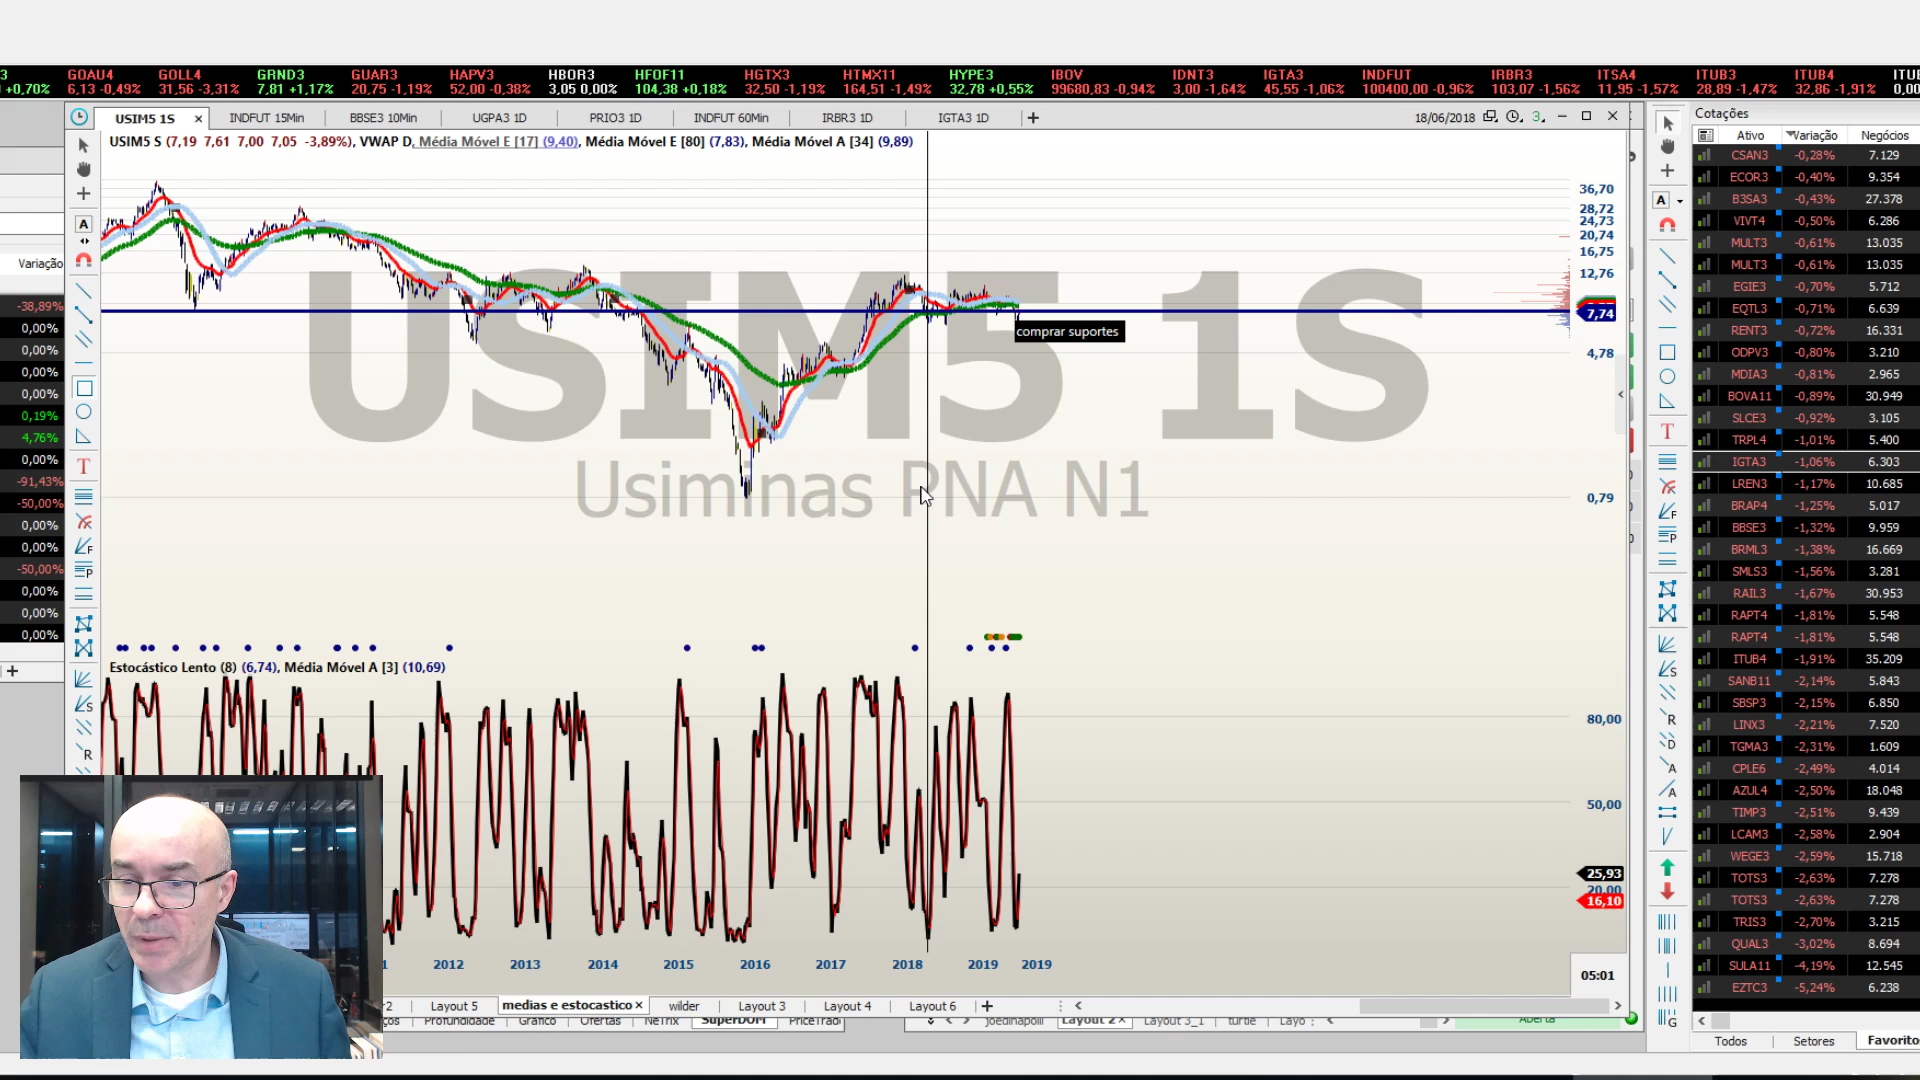 3 GOAU4 GOLL4 GRND3 GUAR3 HAPV3 HBOR3 HFOF11 HGTX3 HTMX11 HYPE3 IBOV IDNT3 IGTA3 INDFUT IRBR3 ITSA4 ITUB3 ITUB4 ITU
+0,70% 6,13 -0,49% 31,56 -3,31% 7,81 +1,17% 20,75 -1,19% 52,00 -0,38% 3,05 0,00% 104,38 +0,18% 32,50 -1,19% 164,51 -1,49% 32,78 +0,55% 99680,83 -0,94% 3,00 -1,64% 45,55 -1,06% 100400,00 -0,96% 103,07 -1,56% 11,95 -1,57% 28,89 -1,47% 32,86 -1,91% 0,00
USIM5 1S × INDFUT 15Min BBSE3 10Min UGPA3 1D PRIO3 1D INDFUT 60Min IRBR3 1D IGTA3 1D + 18/06/2018 3.
USIM5 S (7,19 7,61 7,00 7,05 -3,89%), VWAP D, Média Móvel E [17] (9,40), Média Móvel E [80] (7,83), Média Móvel A [34] (9,89)
36,70
28,72
24,73
20,74
16,75
12,76
7,74
4,78
0,79
comprar suportes
USIM5 1S
Usiminas PNA N1
Estocástico Lento (8) (6,74), Média Móvel A [3] (10,69)
80,00
50,00
25,93
20,00
16,10
1 2012 2013 2014 2015 2016 2017 2018 2019 2019
05:01
r2 Layout 5 medias e estocastico × wilder Layout 3 Layout 4 Layout 6 +
ços Profundidade Gráfico Ofertas NeTrix SuperDOM PriceTradi joedinapoli Layout 2 × Layout 3_1 turtle Layo Aberta
Variação
-38,89%
0,00%
0,00%
0,00%
0,00%
0,19%
4,76%
0,00%
-91,43%
-50,00%
0,00%
0,00%
-50,00%
0,00%
0,00%
0,00%
Cotações
Ativo Variação Negócios
CSAN3 -0,28% 7.129
ECOR3 -0,40% 9.354
B3SA3 -0,43% 27.378
VIVT4 -0,50% 6.286
MULT3 -0,61% 13.035
MULT3 -0,61% 13.035
EGIE3 -0,70% 5.712
EQTL3 -0,71% 6.639
RENT3 -0,72% 16.331
ODPV3 -0,80% 3.210
MDIA3 -0,81% 2.965
BOVA11 -0,89% 30.949
SLCE3 -0,92% 3.105
TRPL4 -1,01% 5.400
IGTA3 -1,06% 6.303
LREN3 -1,17% 10.685
BRAP4 -1,25% 5.017
BBSE3 -1,32% 9.959
BRML3 -1,38% 16.669
SMLS3 -1,56% 3.281
RAIL3 -1,67% 30.953
RAPT4 -1,81% 5.548
RAPT4 -1,81% 5.548
ITUB4 -1,91% 35.209
SANB11 -2,14% 5.843
SBSP3 -2,15% 6.850
LINX3 -2,21% 7.520
TGMA3 -2,31% 1.609
CPLE6 -2,49% 4.014
AZUL4 -2,50% 18.048
TIMP3 -2,51% 9.439
LCAM3 -2,58% 2.904
WEGE3 -2,59% 15.718
TOTS3 -2,63% 7.278
TOTS3 -2,63% 7.278
TRIS3 -2,70% 3.215
QUAL3 -3,02% 8.694
SULA11 -4,19% 12.545
EZTC3 -5,24% 6.238
Todos Setores Favorito